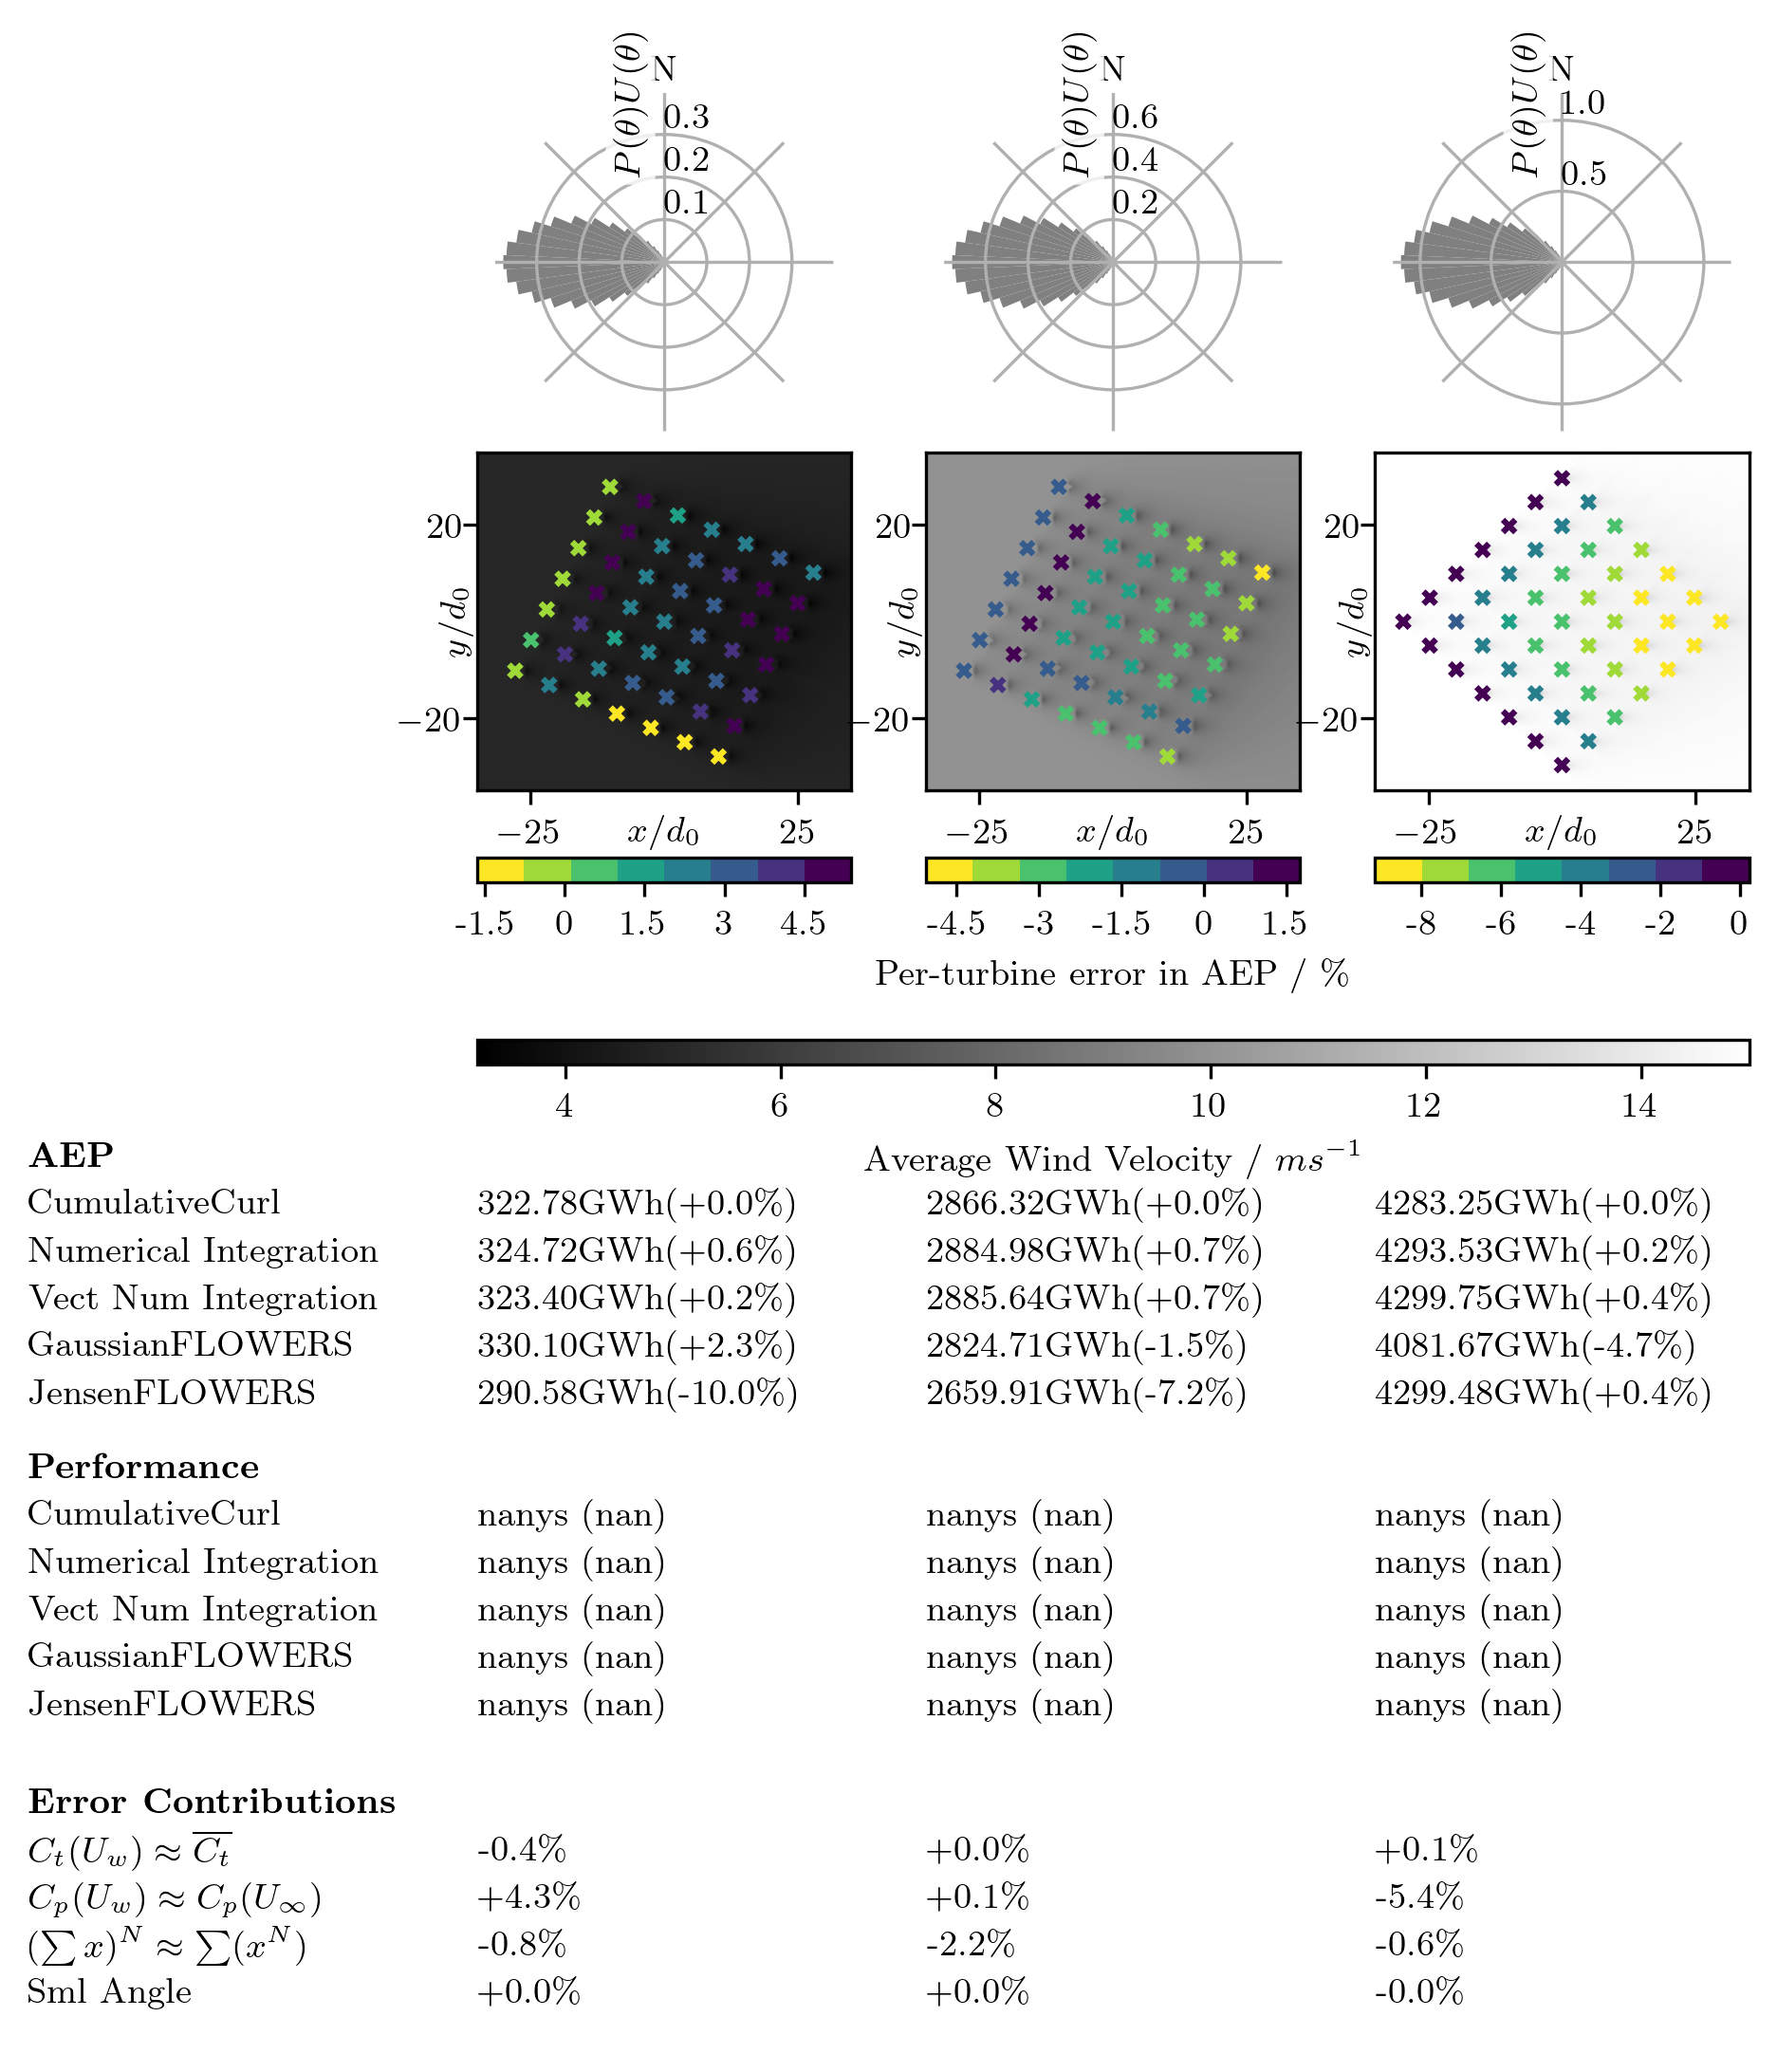 N N N
P(θ)U(θ) P(θ)U(θ) P(θ)U(θ)
0.3 0.6 1.0
0.2 0.4 0.5
0.1 0.2
20 20 20
y/d₀ y/d₀ y/d₀
−20 −20 −20
−25 x/d₀ 25 −25 x/d₀ 25 −25 x/d₀ 25
-1.5 0 1.5 3 4.5 -4.5 -3 -1.5 0 1.5 -8 -6 -4 -2 0
Per-turbine error in AEP / %
4 6 8 10 12 14
Average Wind Velocity / ms⁻¹
AEP
CumulativeCurl 322.78GWh(+0.0%) 2866.32GWh(+0.0%) 4283.25GWh(+0.0%)
Numerical Integration 324.72GWh(+0.6%) 2884.98GWh(+0.7%) 4293.53GWh(+0.2%)
Vect Num Integration 323.40GWh(+0.2%) 2885.64GWh(+0.7%) 4299.75GWh(+0.4%)
GaussianFLOWERS 330.10GWh(+2.3%) 2824.71GWh(-1.5%) 4081.67GWh(-4.7%)
JensenFLOWERS 290.58GWh(-10.0%) 2659.91GWh(-7.2%) 4299.48GWh(+0.4%)
Performance
CumulativeCurl nanys (nan) nanys (nan) nanys (nan)
Numerical Integration nanys (nan) nanys (nan) nanys (nan)
Vect Num Integration nanys (nan) nanys (nan) nanys (nan)
GaussianFLOWERS nanys (nan) nanys (nan) nanys (nan)
JensenFLOWERS nanys (nan) nanys (nan) nanys (nan)
Error Contributions
Cₜ(U_w) ≈ C̅ₜ -0.4% +0.0% +0.1%
Cₚ(U_w) ≈ Cₚ(U_∞) +4.3% +0.1% -5.4%
(∑ x)ᴺ ≈ ∑(xᴺ) -0.8% -2.2% -0.6%
Sml Angle +0.0% +0.0% -0.0%